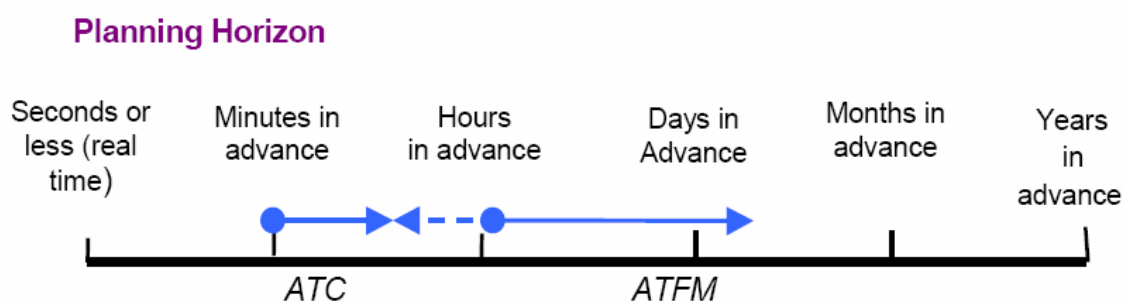 Planning Horizon
Seconds or
less (real
time)
Minutes in
advance
Hours
in advance
Days in
Advance
Months in
advance
Years
in
advance
ATC
ATFM